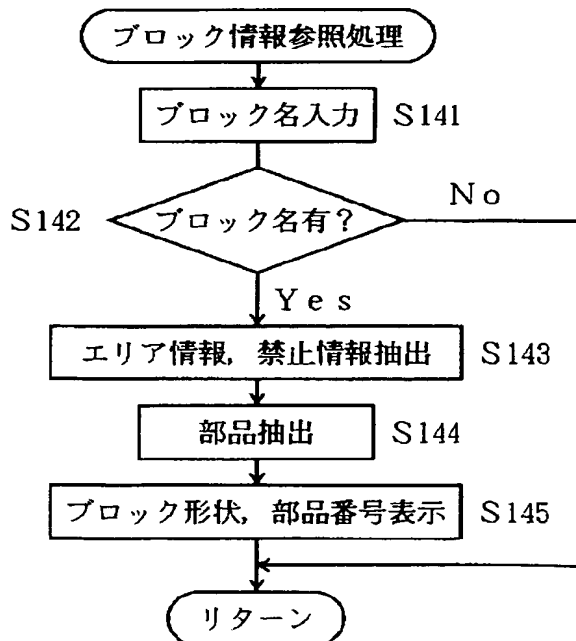 ブロック情報参照処理
ブロック名入力 S141
S142 ブロック名有？ No
Yes
エリア情報，禁止情報抽出 S143
部品抽出 S144
ブロック形状，部品番号表示 S145
リターン